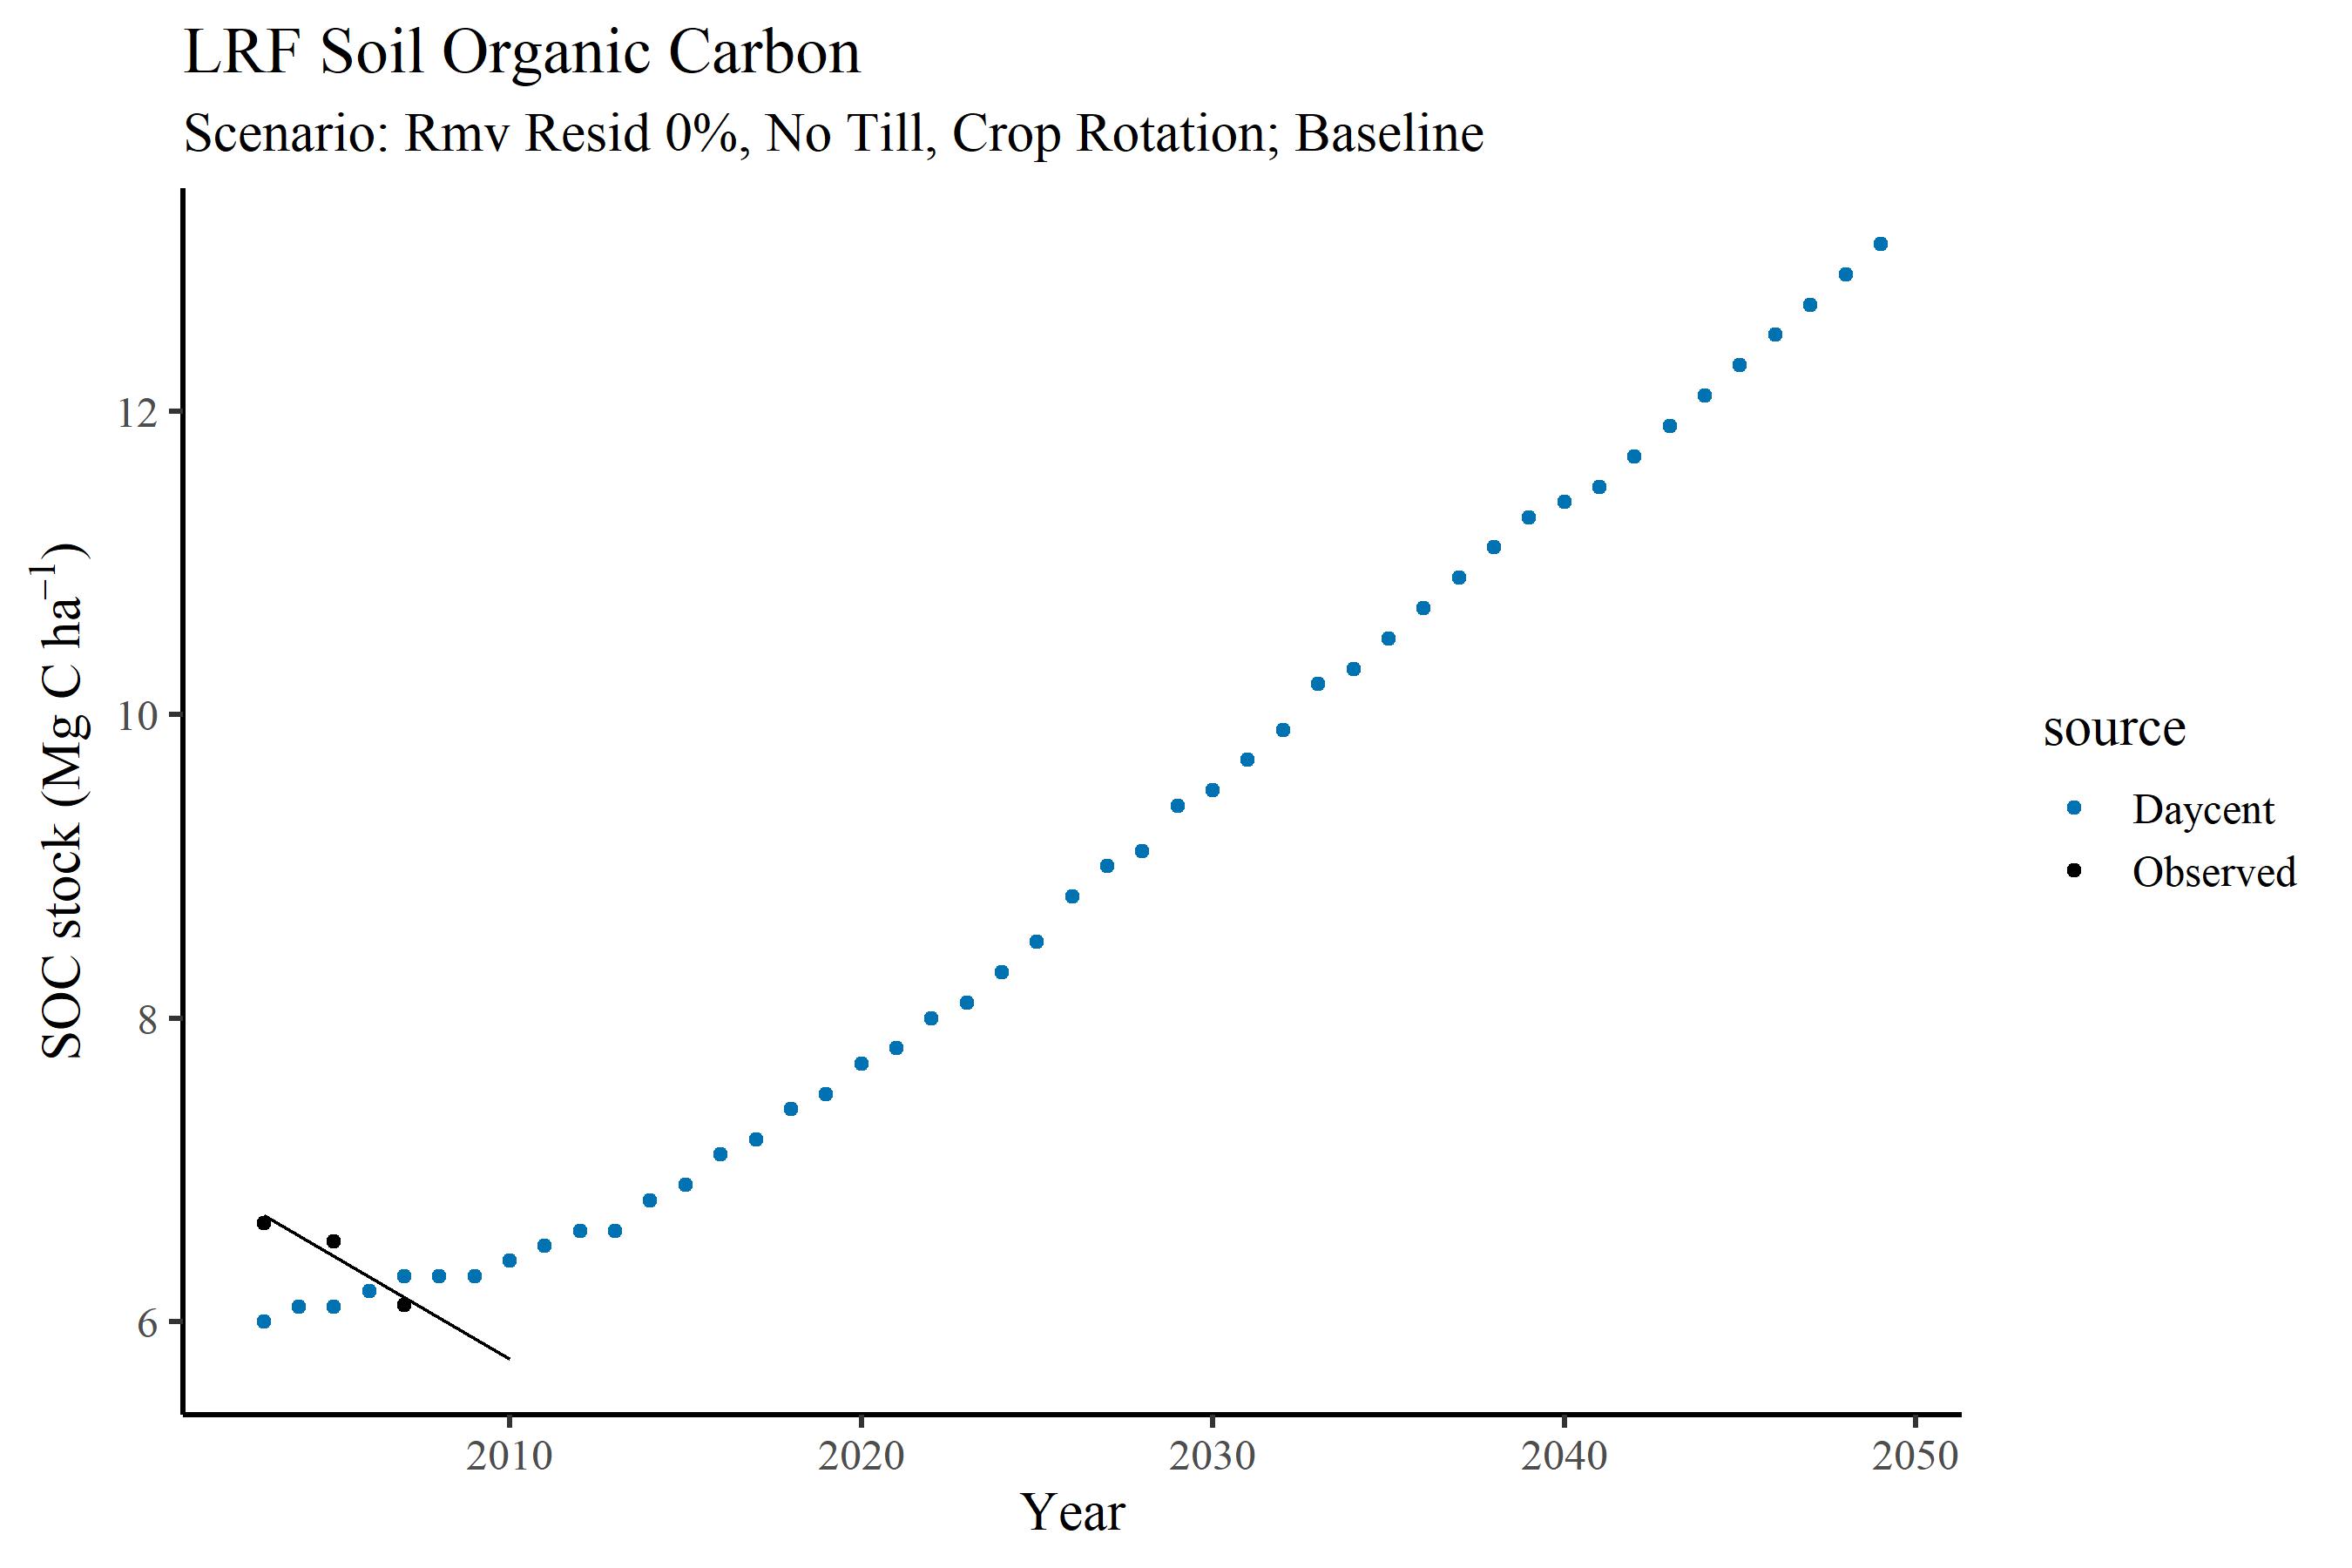 LRF Soil Organic Carbon
Scenario: Rmv Resid 0%, No Till, Crop Rotation; Baseline
SOC stock (Mg C ha⁻¹)
12
10
8
6
2010 2020 2030 2040 2050
Year
source
Daycent
Observed